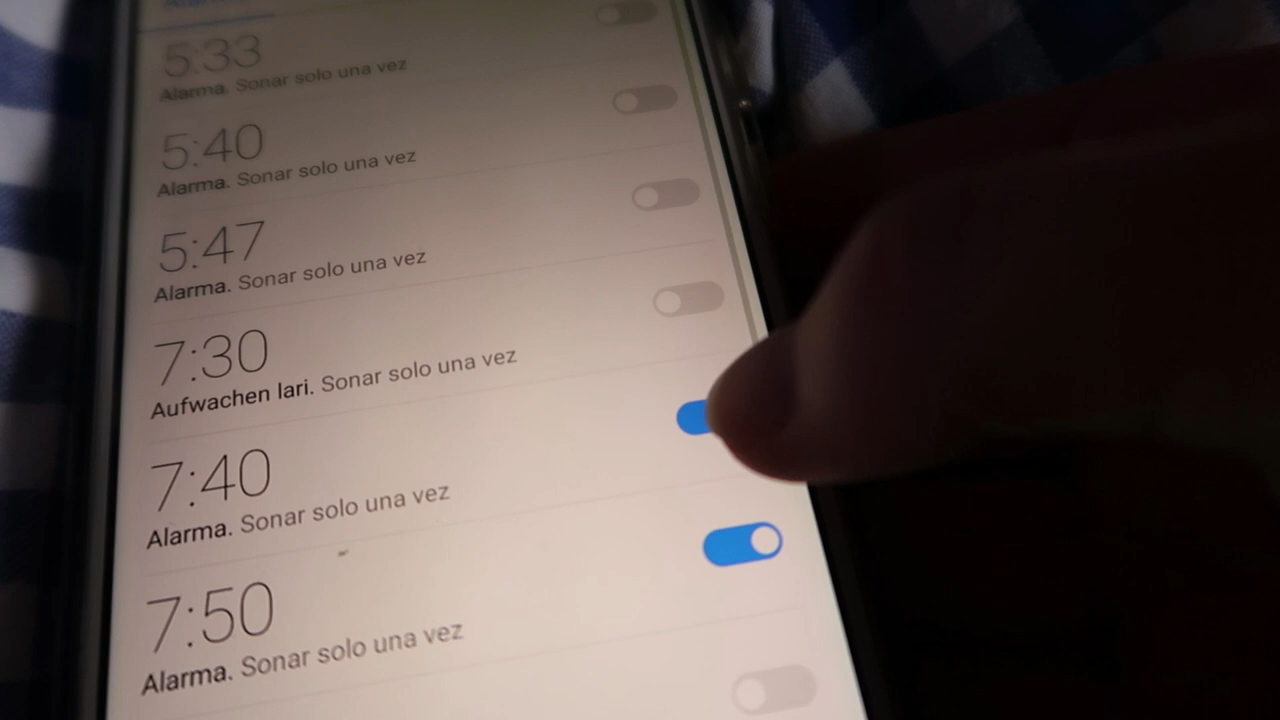 5:33
Alarma. Sonar solo una vez
5:40
Alarma. Sonar solo una vez
5:47
Alarma. Sonar solo una vez
7:30
Aufwachen lari. Sonar solo una vez
7:40
Alarma. Sonar solo una vez
7:50
Alarma. Sonar solo una vez